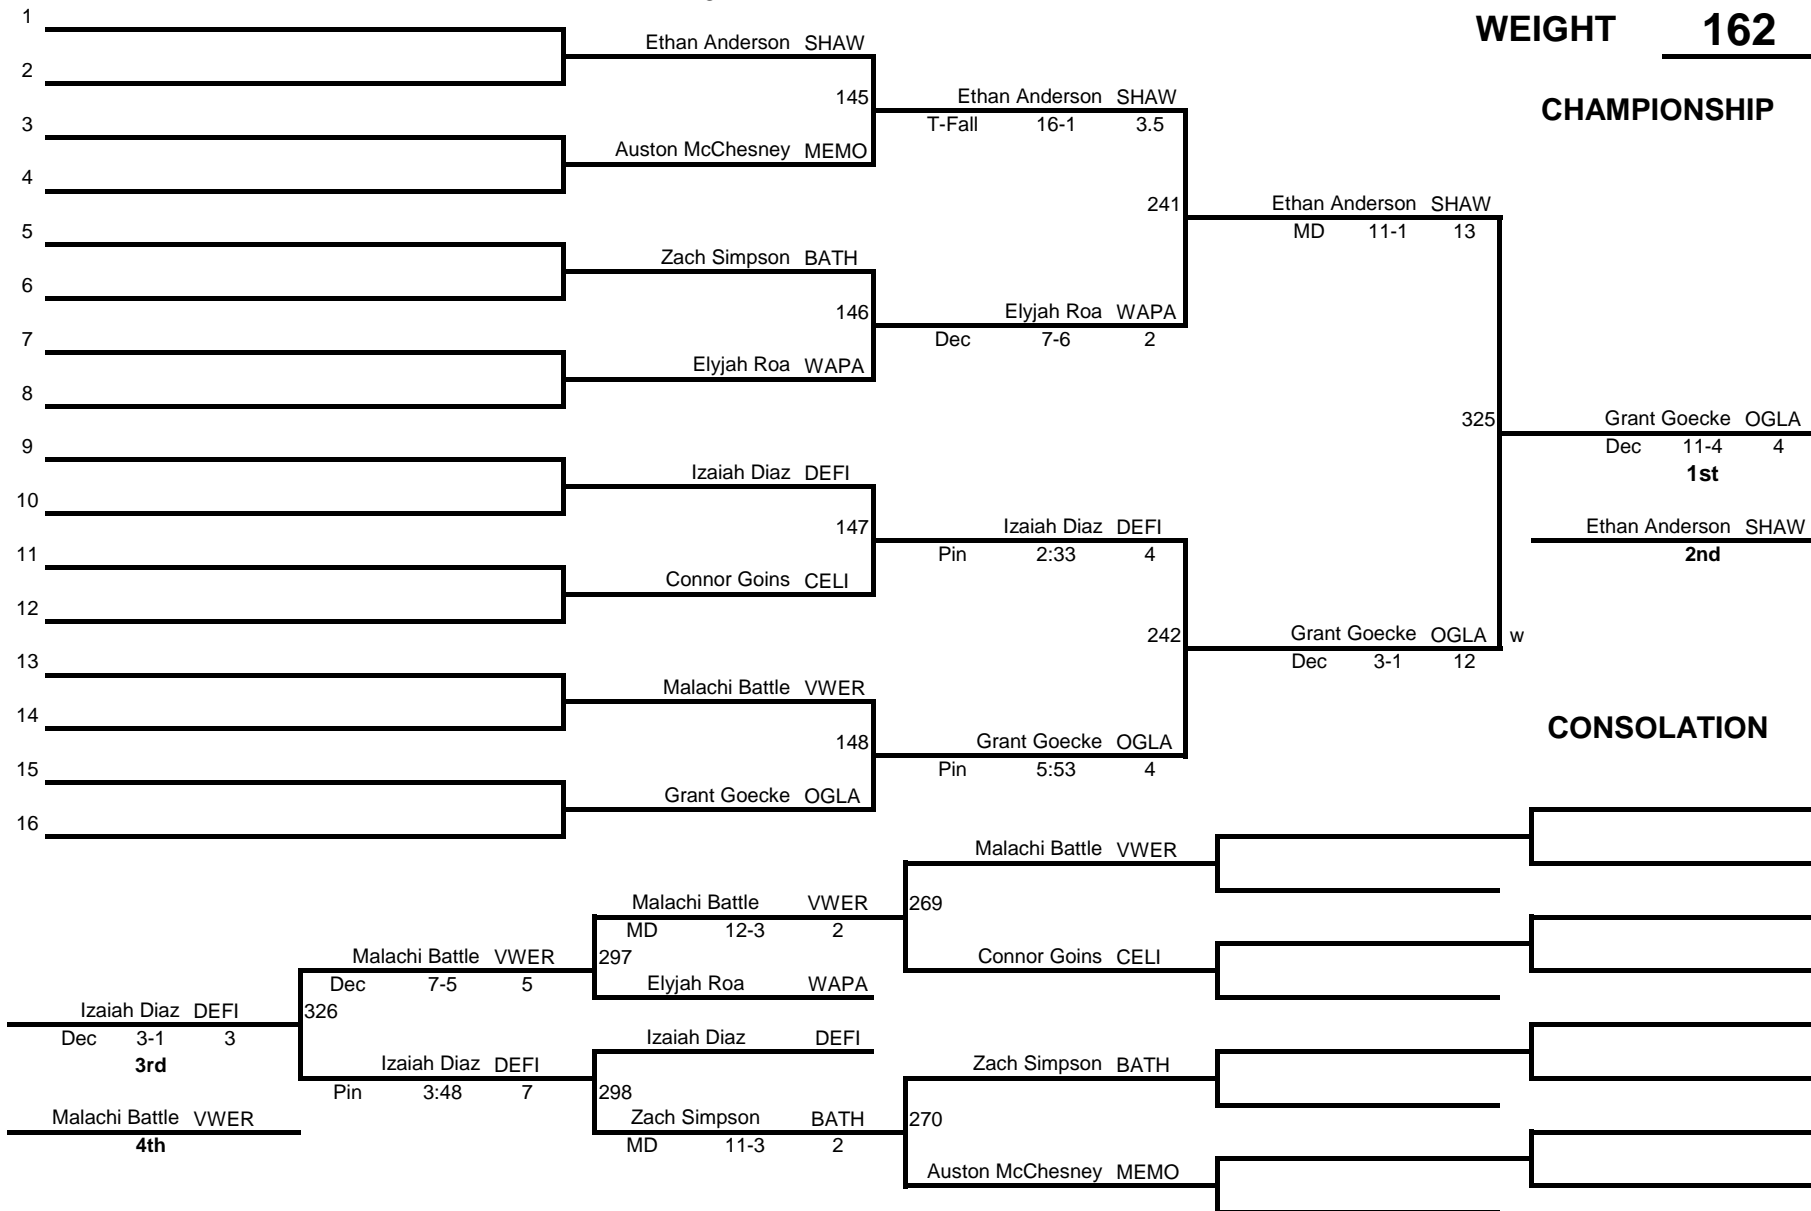 WEIGHT 162
CHAMPIONSHIP
1
Ethan Anderson SHAW
2
145
Ethan Anderson SHAW
T-Fall 16-1 3.5
3
Auston McChesney MEMO
4
241
Ethan Anderson SHAW
MD 11-1 13
5
Zach Simpson BATH
6
146
Elyjah Roa WAPA
Dec 7-6 2
7
Elyjah Roa WAPA
8
325
Grant Goecke OGLA
Dec 11-4 4
1st
9
Izaiah Diaz DEFI
10
147
Izaiah Diaz DEFI
Pin 2:33 4
Ethan Anderson SHAW
2nd
11
Connor Goins CELI
12
242
Grant Goecke OGLA w
Dec 3-1 12
13
Malachi Battle VWER
14
148
Grant Goecke OGLA
Pin 5:53 4
15
Grant Goecke OGLA
16
CONSOLATION
Malachi Battle VWER
Malachi Battle VWER
269
MD 12-3 2
Malachi Battle VWER
297
Connor Goins CELI
Dec 7-5 5
Elyjah Roa WAPA
Izaiah Diaz DEFI
326
Dec 3-1 3
3rd
Izaiah Diaz DEFI
Izaiah Diaz DEFI
Pin 3:48 7
298
Zach Simpson BATH
Malachi Battle VWER
4th
Zach Simpson BATH
270
MD 11-3 2
Auston McChesney MEMO